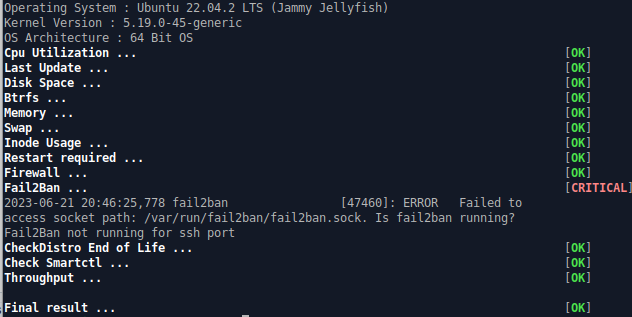 Operating System : Ubuntu 22.04.2 LTS (Jammy Jellyfish)
Kernel Version : 5.19.0-45-generic
OS Architecture : 64 Bit OS
Cpu Utilization ... [OK]
Last Update ... [OK]
Disk Space ... [OK]
Btrfs ... [OK]
Memory ... [OK]
Swap ... [OK]
Inode Usage ... [OK]
Restart required ... [OK]
Firewall ... [OK]
Fail2Ban ... [CRITICAL]
2023-06-21 20:46:25,778 fail2ban [47460]: ERROR Failed to
access socket path: /var/run/fail2ban/fail2ban.sock. Is fail2ban running?
Fail2Ban not running for ssh port
CheckDistro End of Life ... [OK]
Check Smartctl ... [OK]
Throughput ... [OK]
Final result ... [OK]